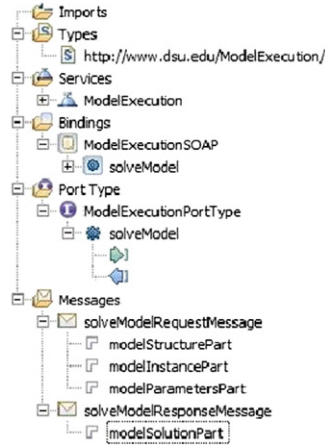 Imports
Types
http://www.dsu.edu/ModelExecution/
Services
ModelExecution
Bindings
ModelExecutionSOAP
solveModel
Port Type
ModelExecutionPortType
solveModel
Messages
solveModelRequestMessage
modelStructurePart
modelInstancePart
modelParametersPart
solveModelResponseMessage
modelSolutionPart